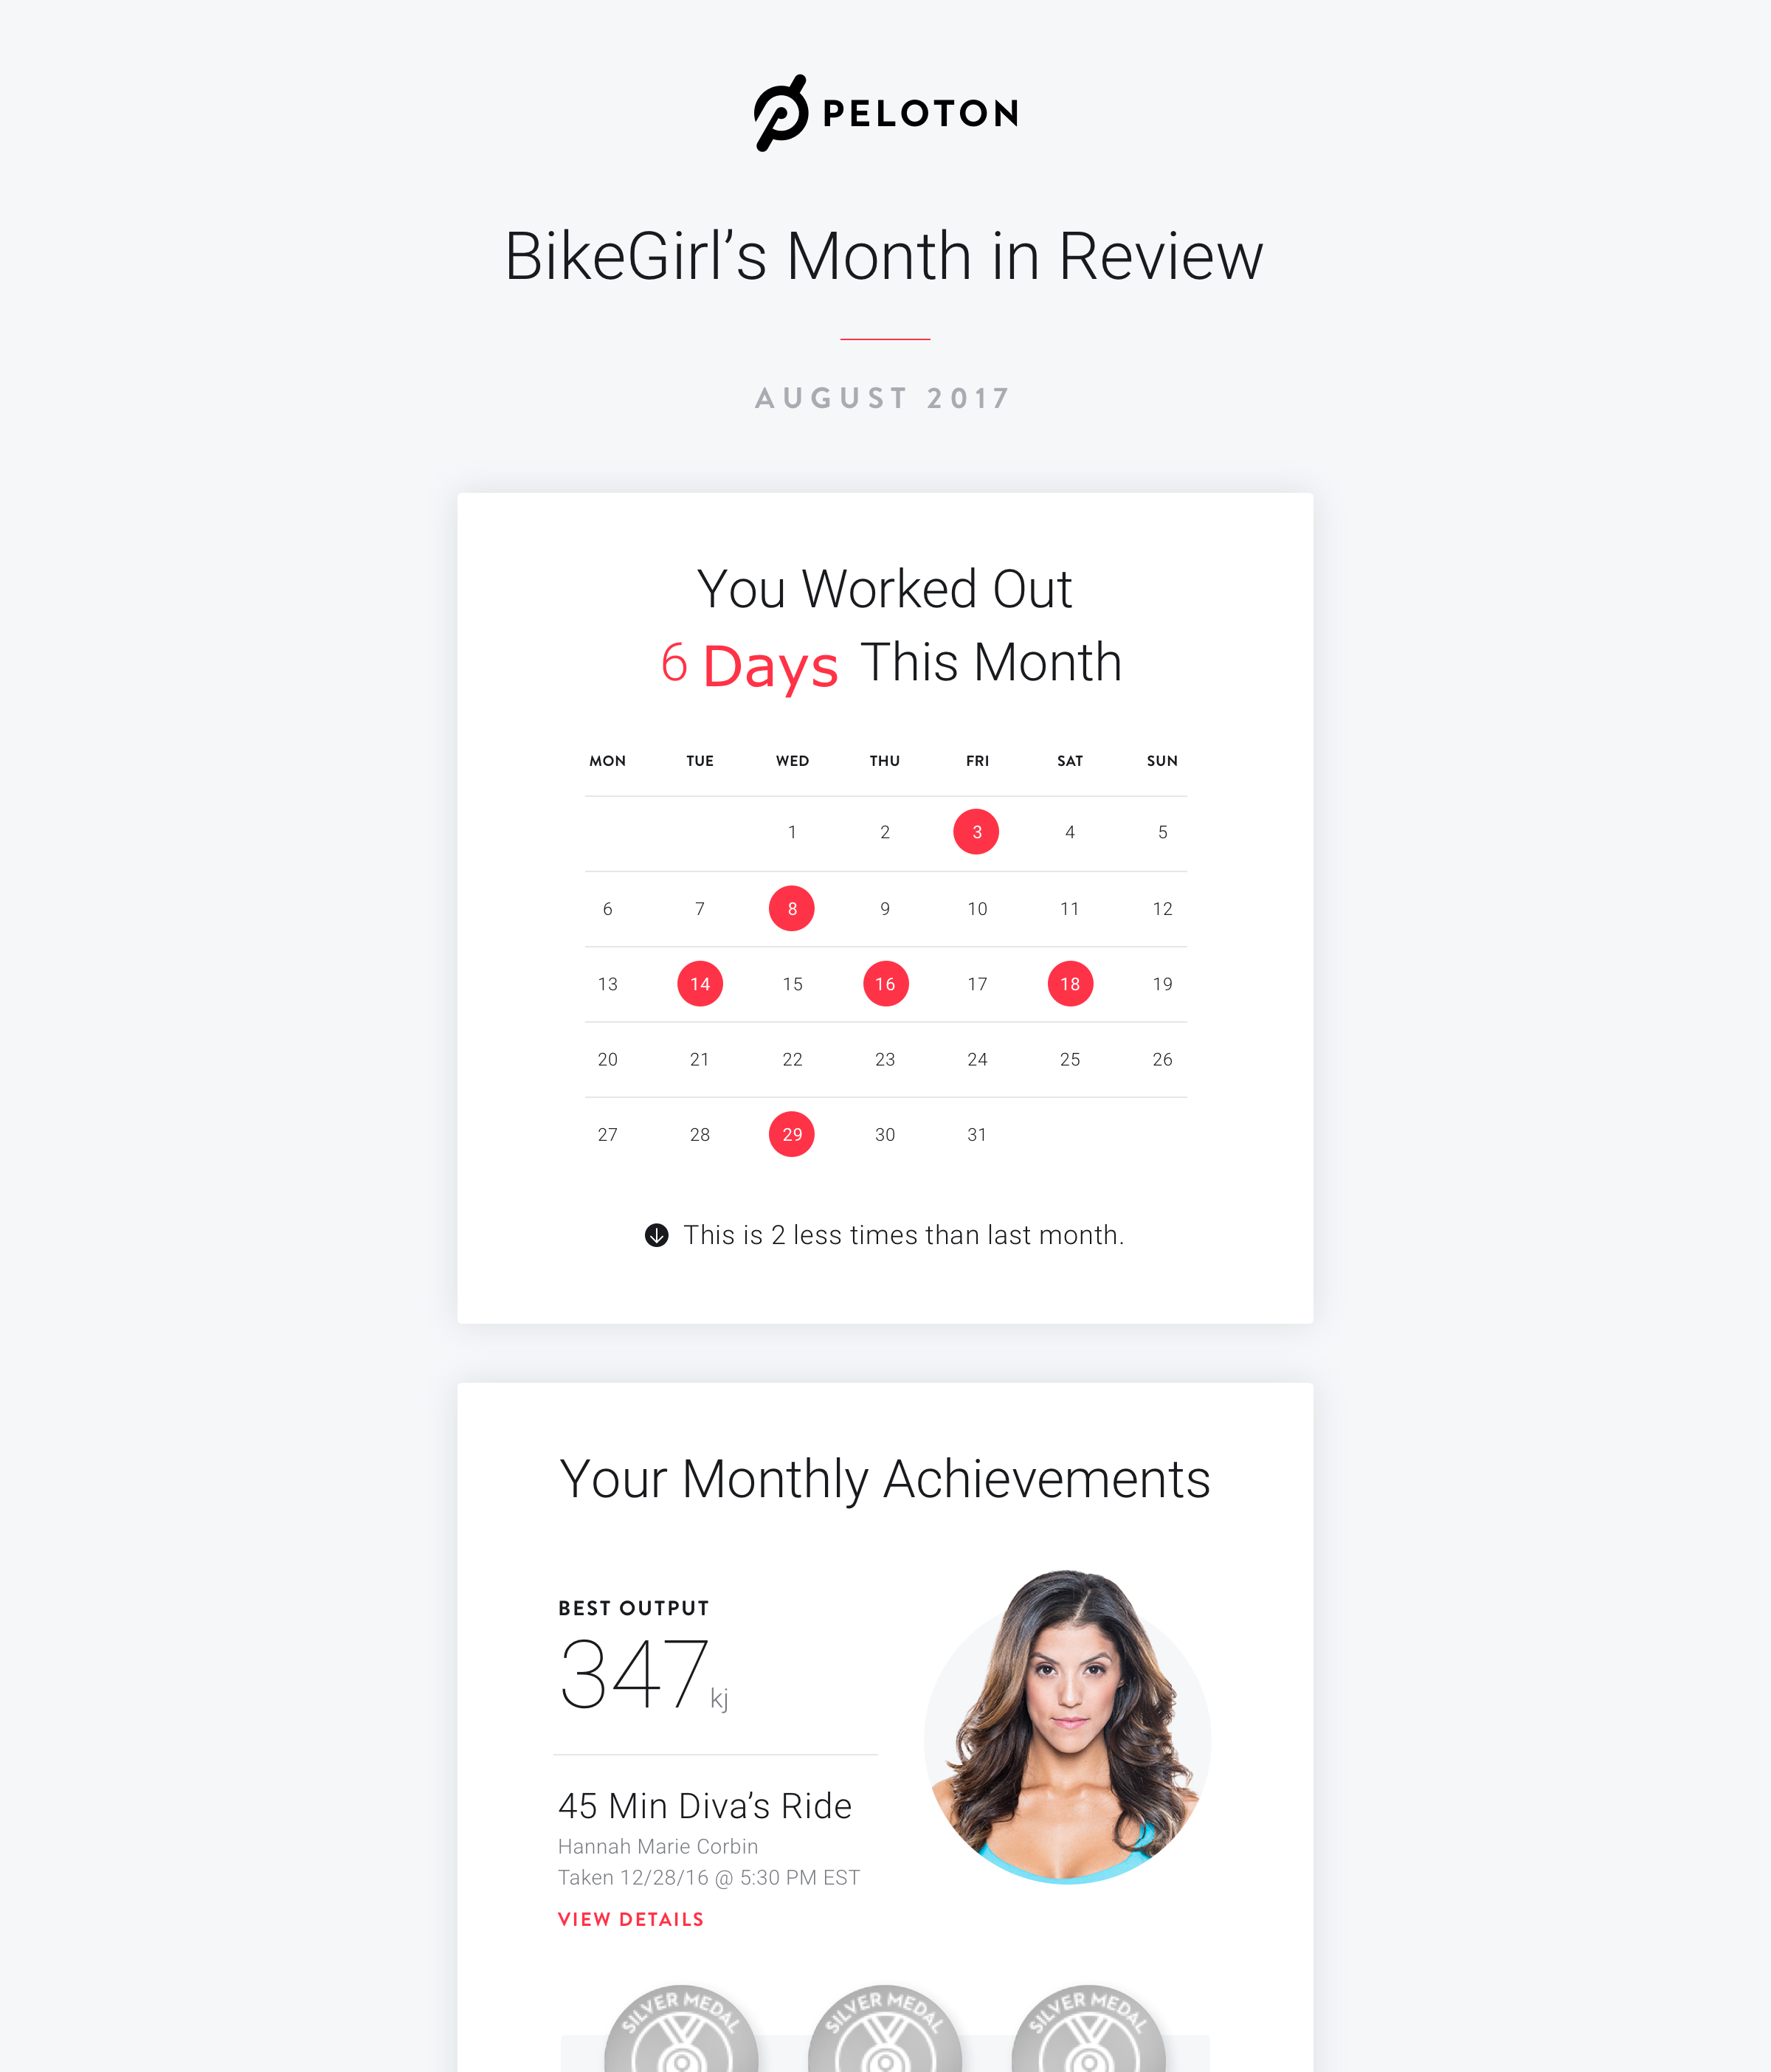 PELOTON
BikeGirl’s Month in Review
AUGUST 2017
You Worked Out
6 Days This Month
MON TUE WED THU FRI SAT SUN
1 2 3 4 5
6 7 8 9 10 11 12
13 14 15 16 17 18 19
20 21 22 23 24 25 26
27 28 29 30 31
This is 2 less times than last month.
Your Monthly Achievements
BEST OUTPUT
347 kj
45 Min Diva’s Ride
Hannah Marie Corbin
Taken 12/28/16 @ 5:30 PM EST
VIEW DETAILS
SILVER MEDAL SILVER MEDAL SILVER MEDAL